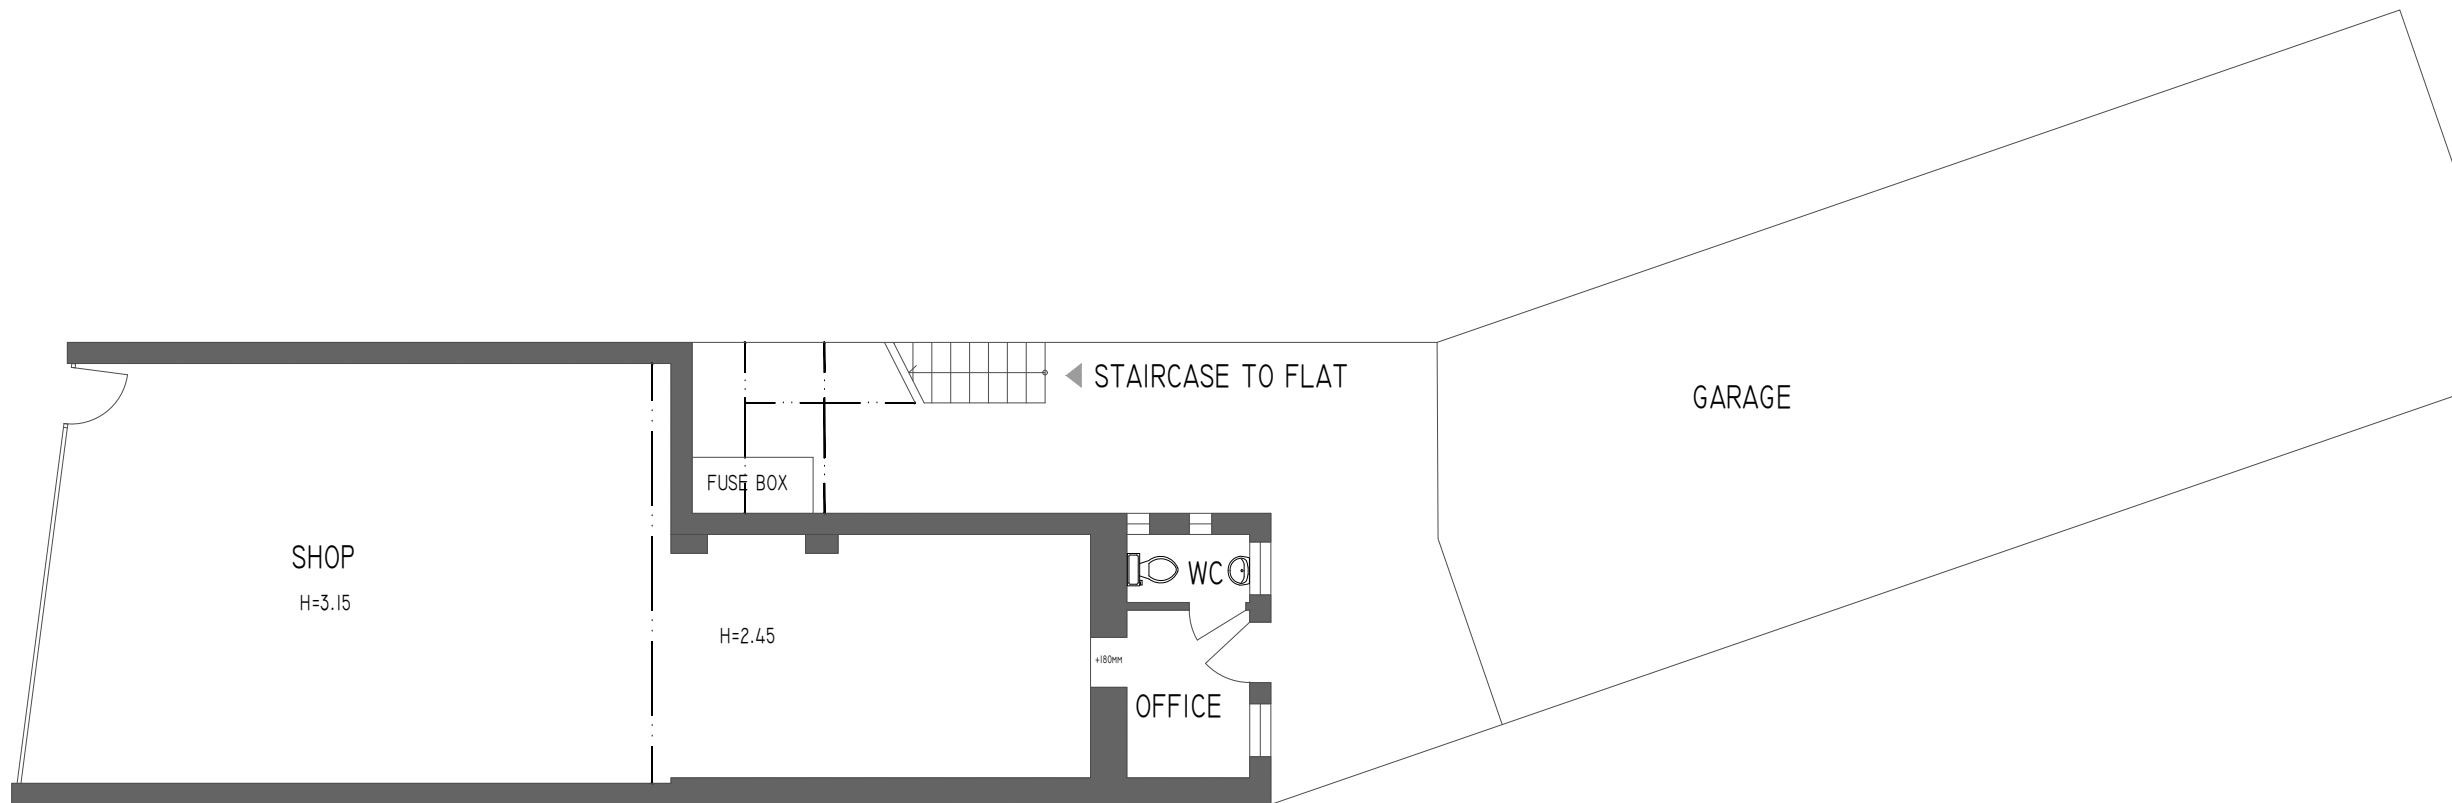 STAIRCASE TO FLAT
GARAGE
FUSE BOX
SHOP
H=3.15
WC
H=2.45
+180MM
OFFICE